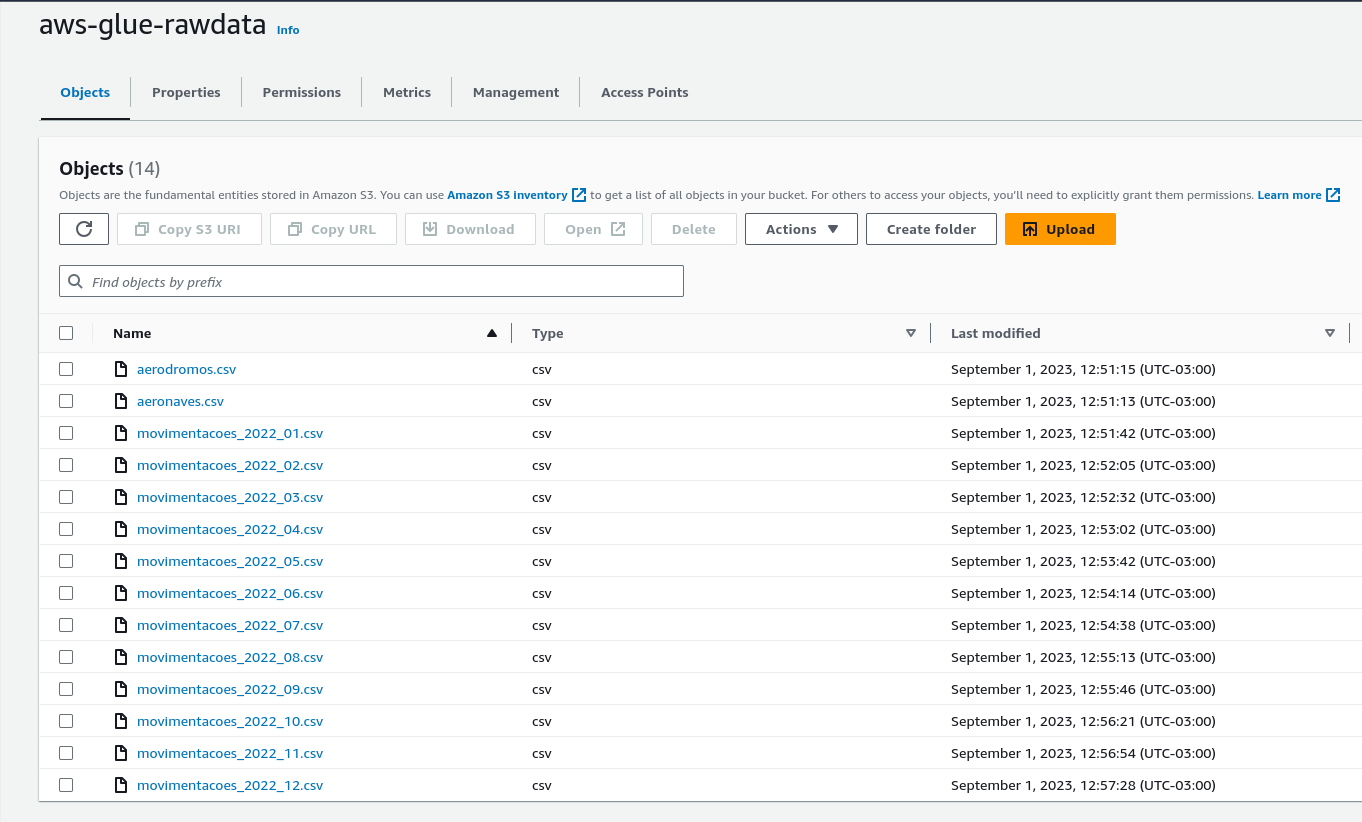 aws-glue-rawdata Info
Objects Properties Permissions Metrics Management Access Points
Objects (14)
Objects are the fundamental entities stored in Amazon S3. You can use Amazon S3 inventory to get a list of all objects in your bucket. For others to access your objects, you'll need to explicitly grant them permissions. Learn more
Copy S3 URI Copy URL Download Open Delete Actions Create folder Upload
Find objects by prefix
Name Type Last modified
aerodromos.csv csv September 1, 2023, 12:51:15 (UTC-03:00)
aeronaves.csv csv September 1, 2023, 12:51:13 (UTC-03:00)
movimentacoes_2022_01.csv csv September 1, 2023, 12:51:42 (UTC-03:00)
movimentacoes_2022_02.csv csv September 1, 2023, 12:52:05 (UTC-03:00)
movimentacoes_2022_03.csv csv September 1, 2023, 12:52:32 (UTC-03:00)
movimentacoes_2022_04.csv csv September 1, 2023, 12:53:02 (UTC-03:00)
movimentacoes_2022_05.csv csv September 1, 2023, 12:53:42 (UTC-03:00)
movimentacoes_2022_06.csv csv September 1, 2023, 12:54:14 (UTC-03:00)
movimentacoes_2022_07.csv csv September 1, 2023, 12:54:38 (UTC-03:00)
movimentacoes_2022_08.csv csv September 1, 2023, 12:55:13 (UTC-03:00)
movimentacoes_2022_09.csv csv September 1, 2023, 12:55:46 (UTC-03:00)
movimentacoes_2022_10.csv csv September 1, 2023, 12:56:21 (UTC-03:00)
movimentacoes_2022_11.csv csv September 1, 2023, 12:56:54 (UTC-03:00)
movimentacoes_2022_12.csv csv September 1, 2023, 12:57:28 (UTC-03:00)